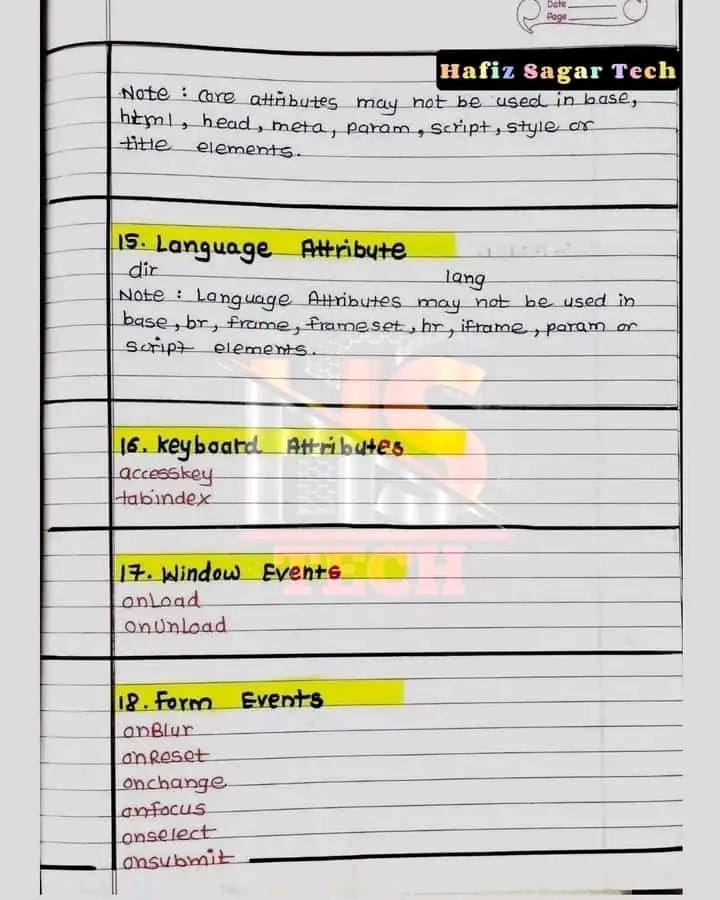 Date
Page
Hafiz Sagar Tech
Note : Core attributes may not be used in base,
html, head, meta, param, script, style or
title elements.
15. Language Attribute
dir lang
Note : Language Attributes may not be used in
base, br, frame, frameset, hr, iframe, param or
script elements.
16. Keyboard Attributes
accesskey
tabindex
HS
TECH
17. Window Events
onLoad
onUnLoad
18. Form Events
onBlur
onReset
onchange
onfocus
onselect
onsubmit